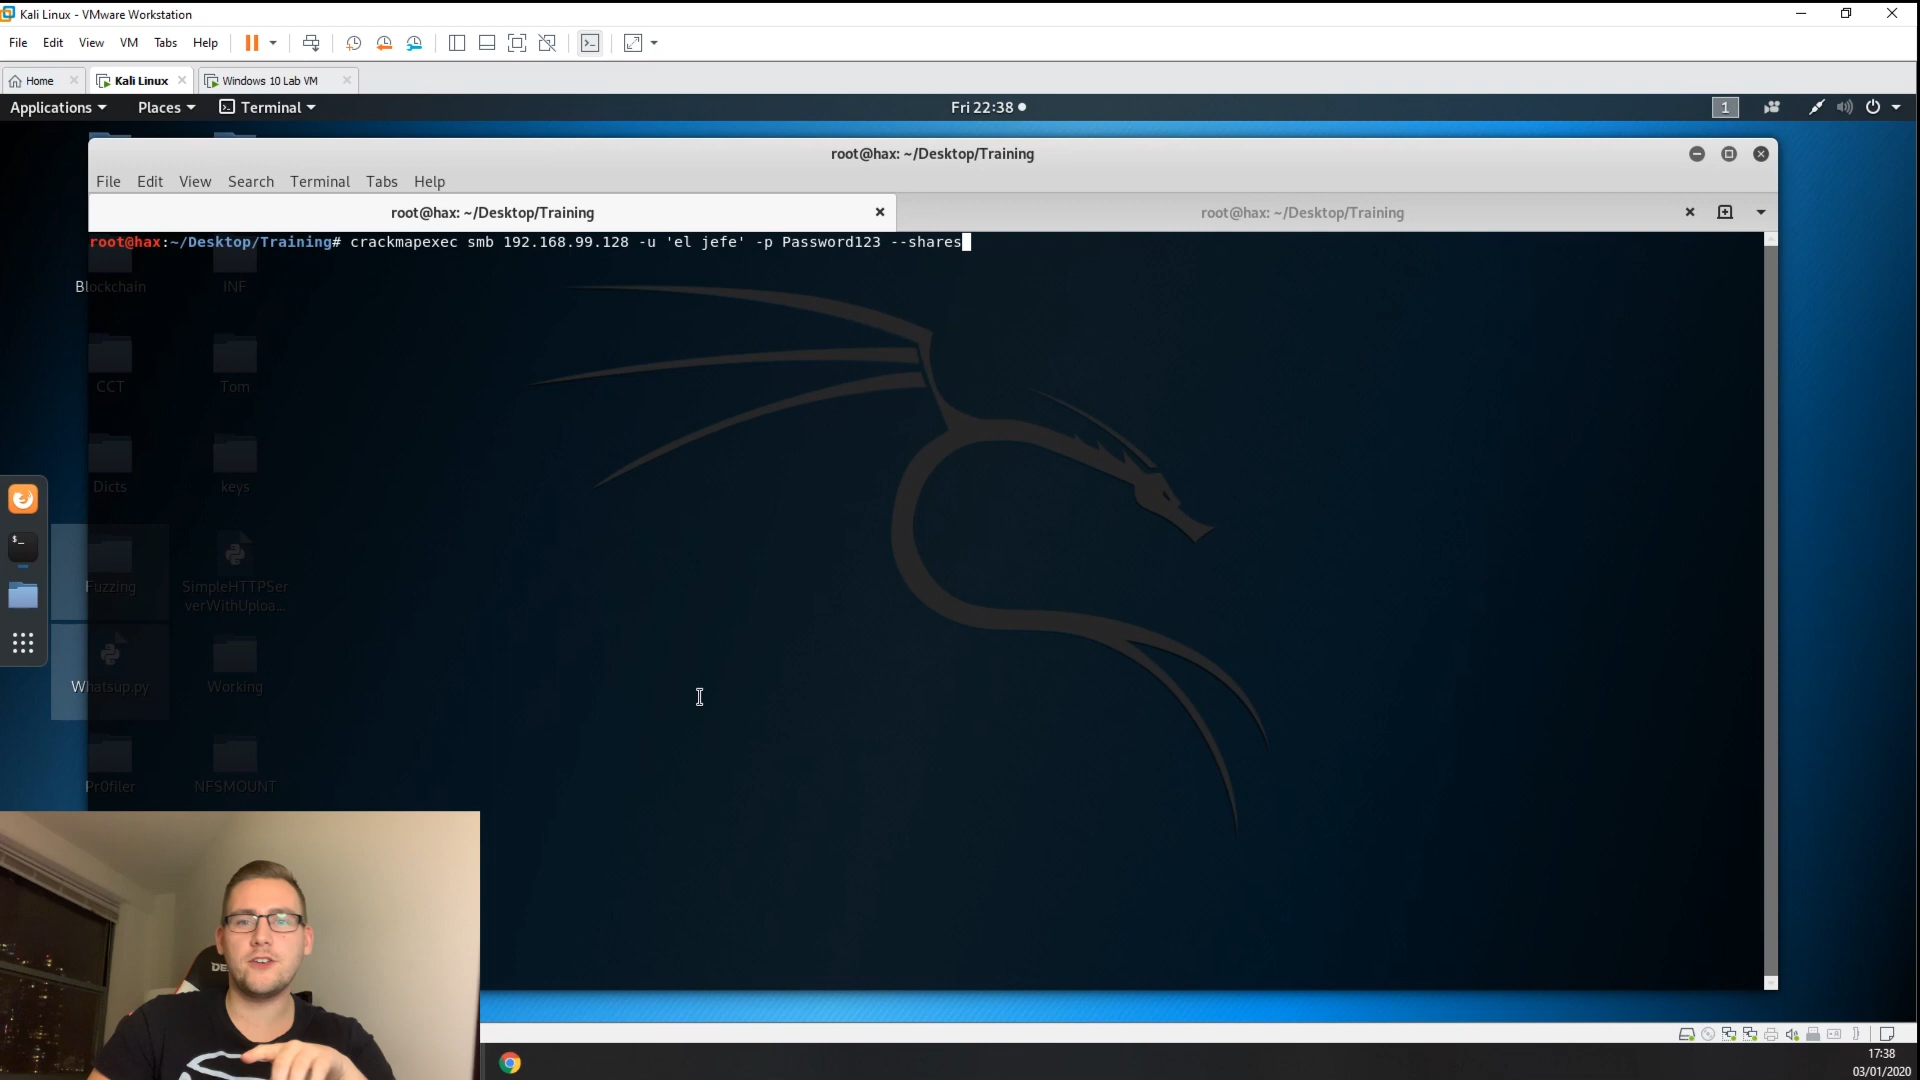 Kali Linux - VMware Workstation
File Edit View VM Tabs Help
Home Kali Linux Windows 10 Lab VM
Applications Places Terminal Fri 22:38 1
root@hax: ~/Desktop/Training
File Edit View Search Terminal Tabs Help
root@hax: ~/Desktop/Training root@hax: ~/Desktop/Training
root@hax:~/Desktop/Training# crackmapexec smb 192.168.99.128 -u 'el jefe' -p Password123 --shares
Blockchain INF
CCT Tom
Dicts keys
Fuzzing SimpleHTTPSer
verWithUploa...
Whatsup.py Working
Pr0filer NFSMOUNT
17:38
03/01/2020